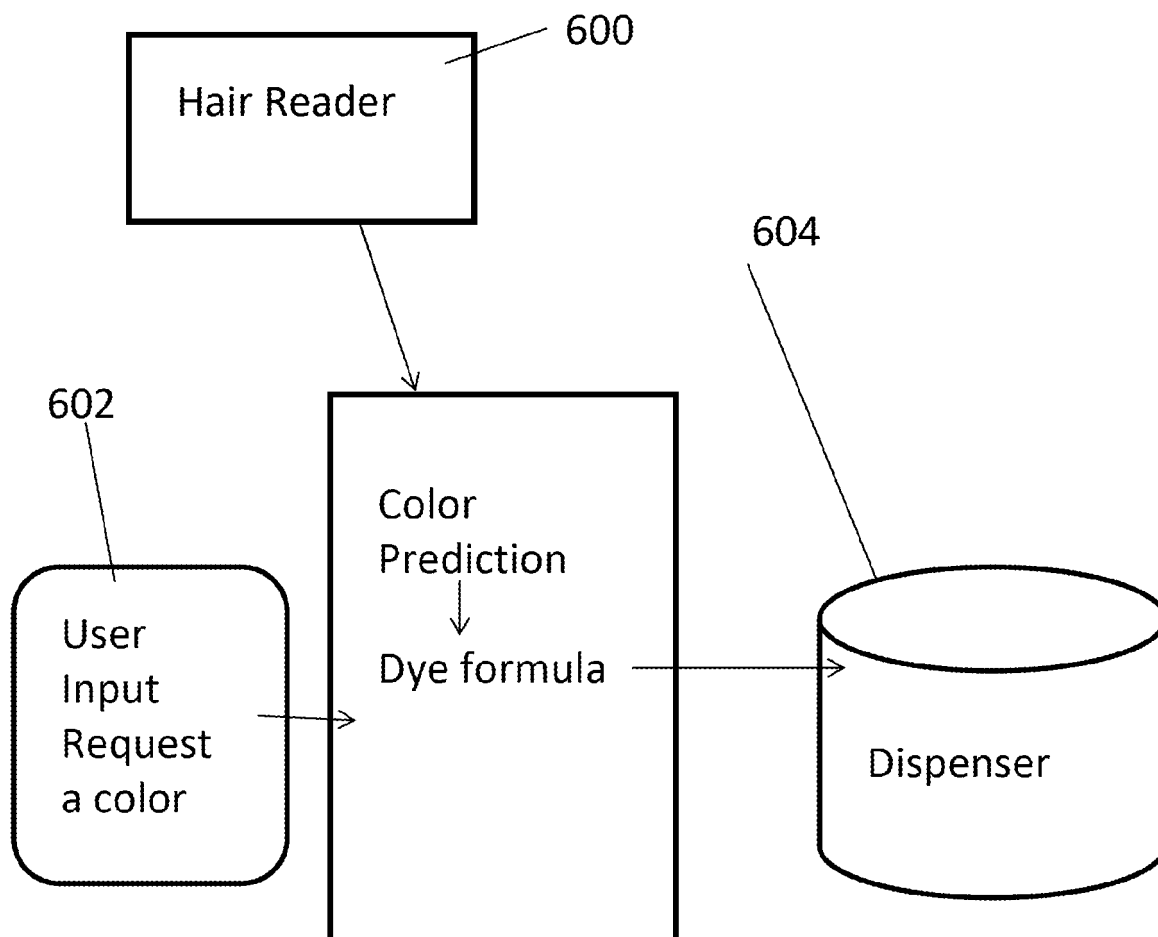 600
Hair Reader
604
602
Color
Prediction
User
Input
Request
a color
Dye formula
Dispenser